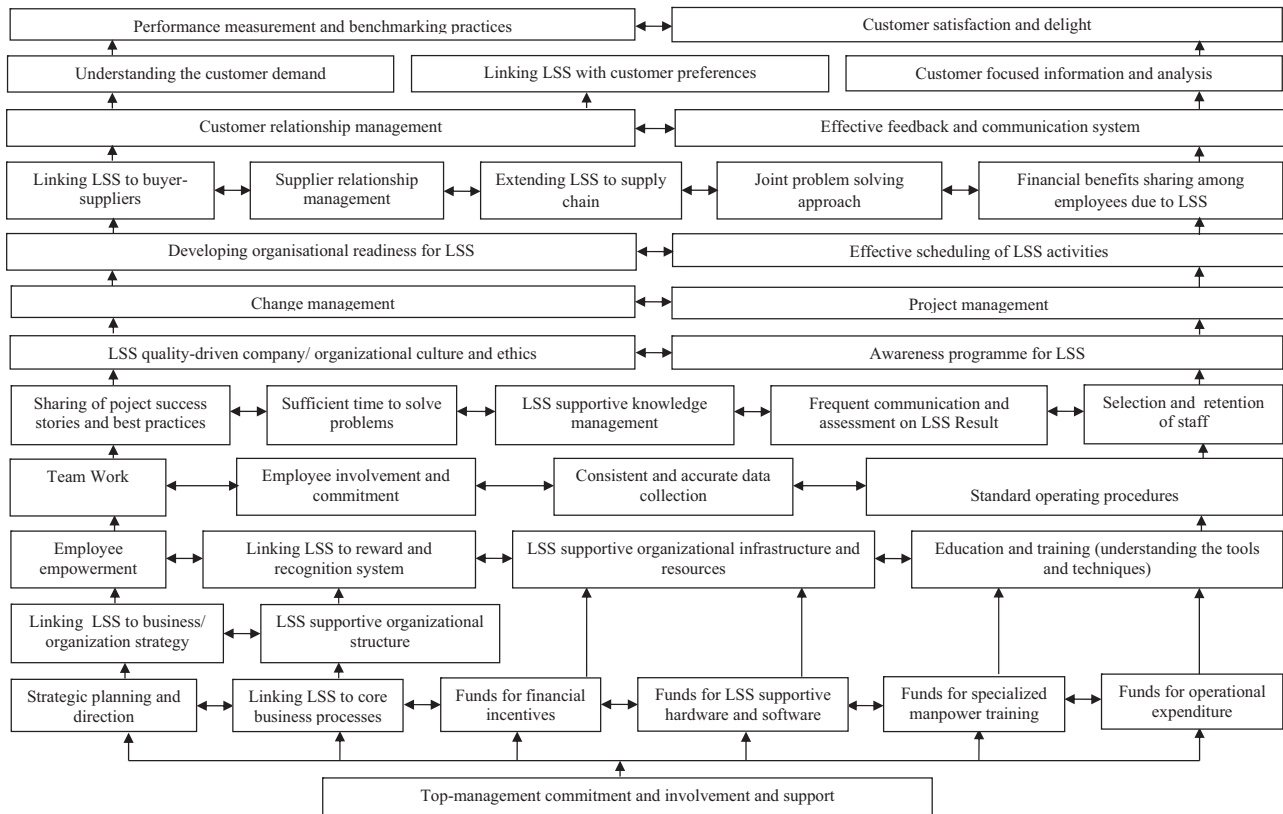 Performance measurement and benchmarking practices
Customer satisfaction and delight
Understanding the customer demand
Linking LSS with customer preferences
Customer focused information and analysis
Customer relationship management
Effective feedback and communication system
Linking LSS to buyer-
suppliers
Supplier relationship
management
Extending LSS to supply
chain
Joint problem solving
approach
Financial benefits sharing among
employees due to LSS
Developing organisational readiness for LSS
Effective scheduling of LSS activities
Change management
Project management
LSS quality-driven company/ organizational culture and ethics
Awareness programme for LSS
Sharing of poject success
stories and best practices
Sufficient time to solve
problems
LSS supportive knowledge
management
Frequent communication and
assessment on LSS Result
Selection and retention
of staff
Team Work
Employee involvement and
commitment
Consistent and accurate data
collection
Standard operating procedures
Employee
empowerment
Linking LSS to reward and
recognition system
LSS supportive organizational infrastructure and
resources
Education and training (understanding the tools
and techniques)
Linking LSS to business/
organization strategy
LSS supportive organizational
structure
Strategic planning and
direction
Linking LSS to core
business processes
Funds for financial
incentives
Funds for LSS supportive
hardware and software
Funds for specialized
manpower training
Funds for operational
expenditure
Top-management commitment and involvement and support